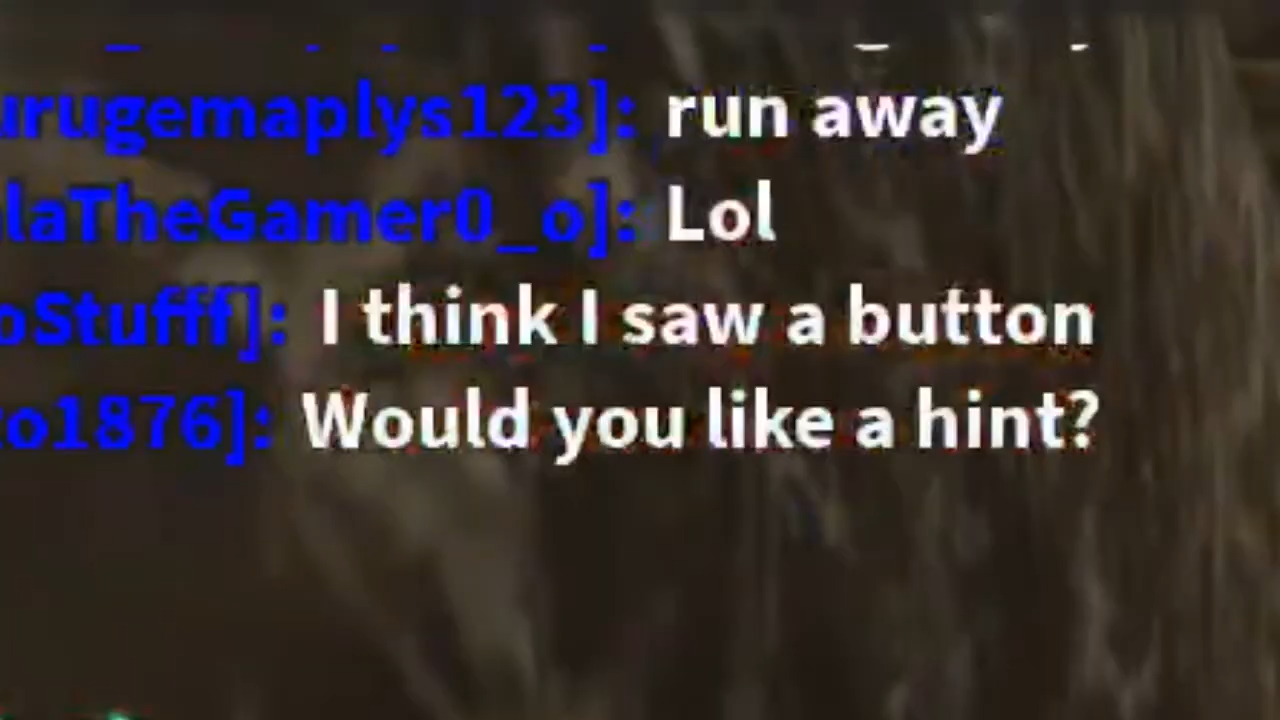 urugemaplys123]: run away
laTheGamer0_o]: Lol
oStufff]: I think I saw a button
o1876]: Would you like a hint?